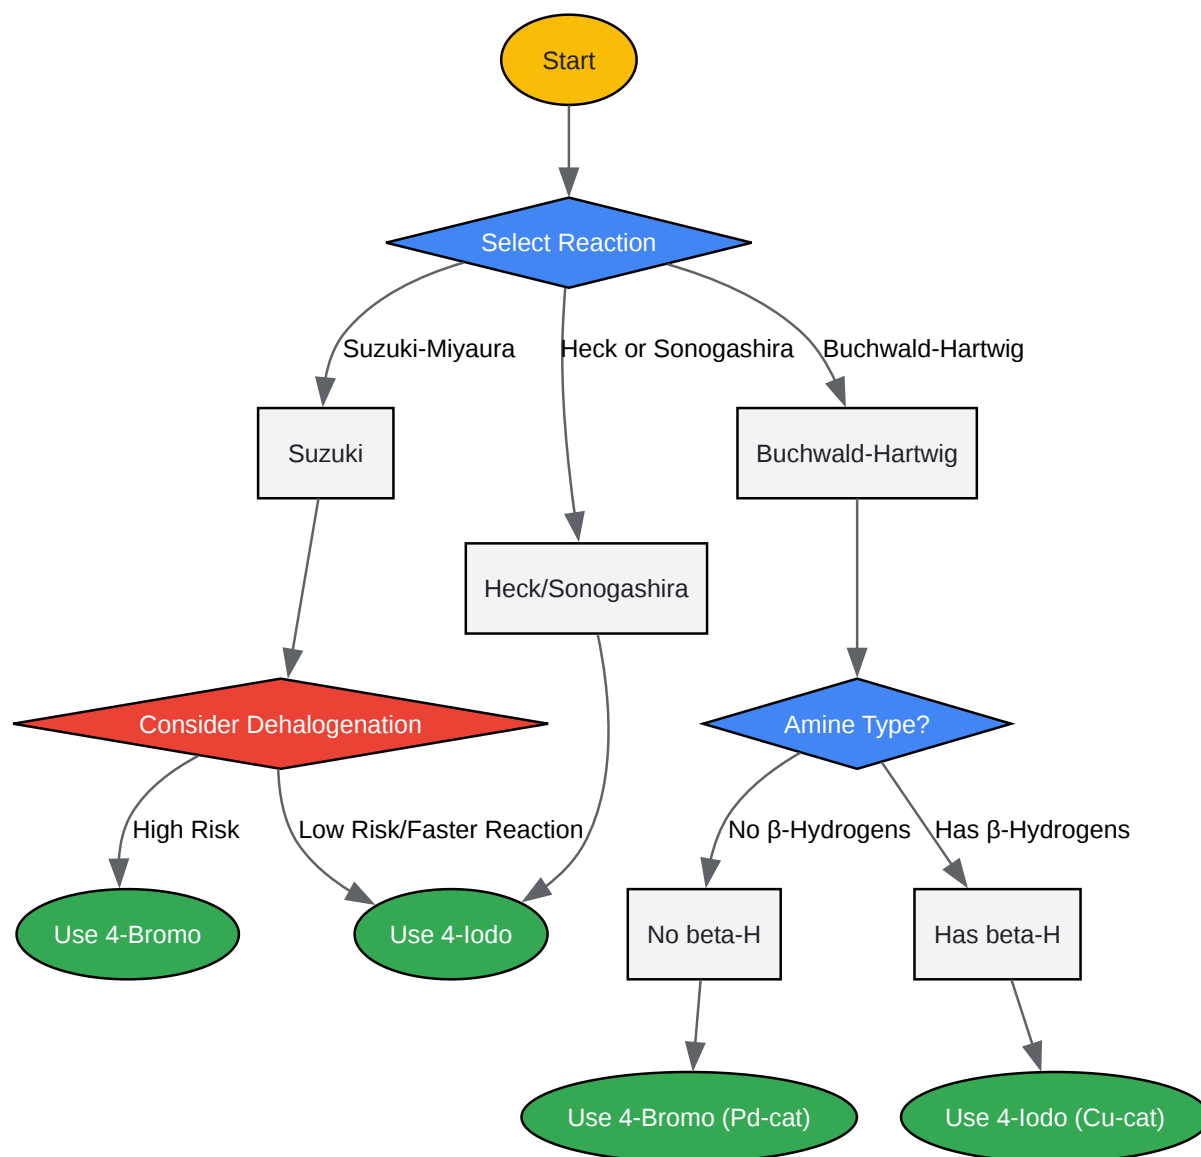 Start
Select Reaction
Suzuki-Miyaura
Heck or Sonogashira
Buchwald-Hartwig
Suzuki
Buchwald-Hartwig
Heck/Sonogashira
Consider Dehalogenation
Amine Type?
High Risk
Low Risk/Faster Reaction
No β-Hydrogens
Has β-Hydrogens
Use 4-Bromo
Use 4-Iodo
No beta-H
Has beta-H
Use 4-Bromo (Pd-cat)
Use 4-Iodo (Cu-cat)